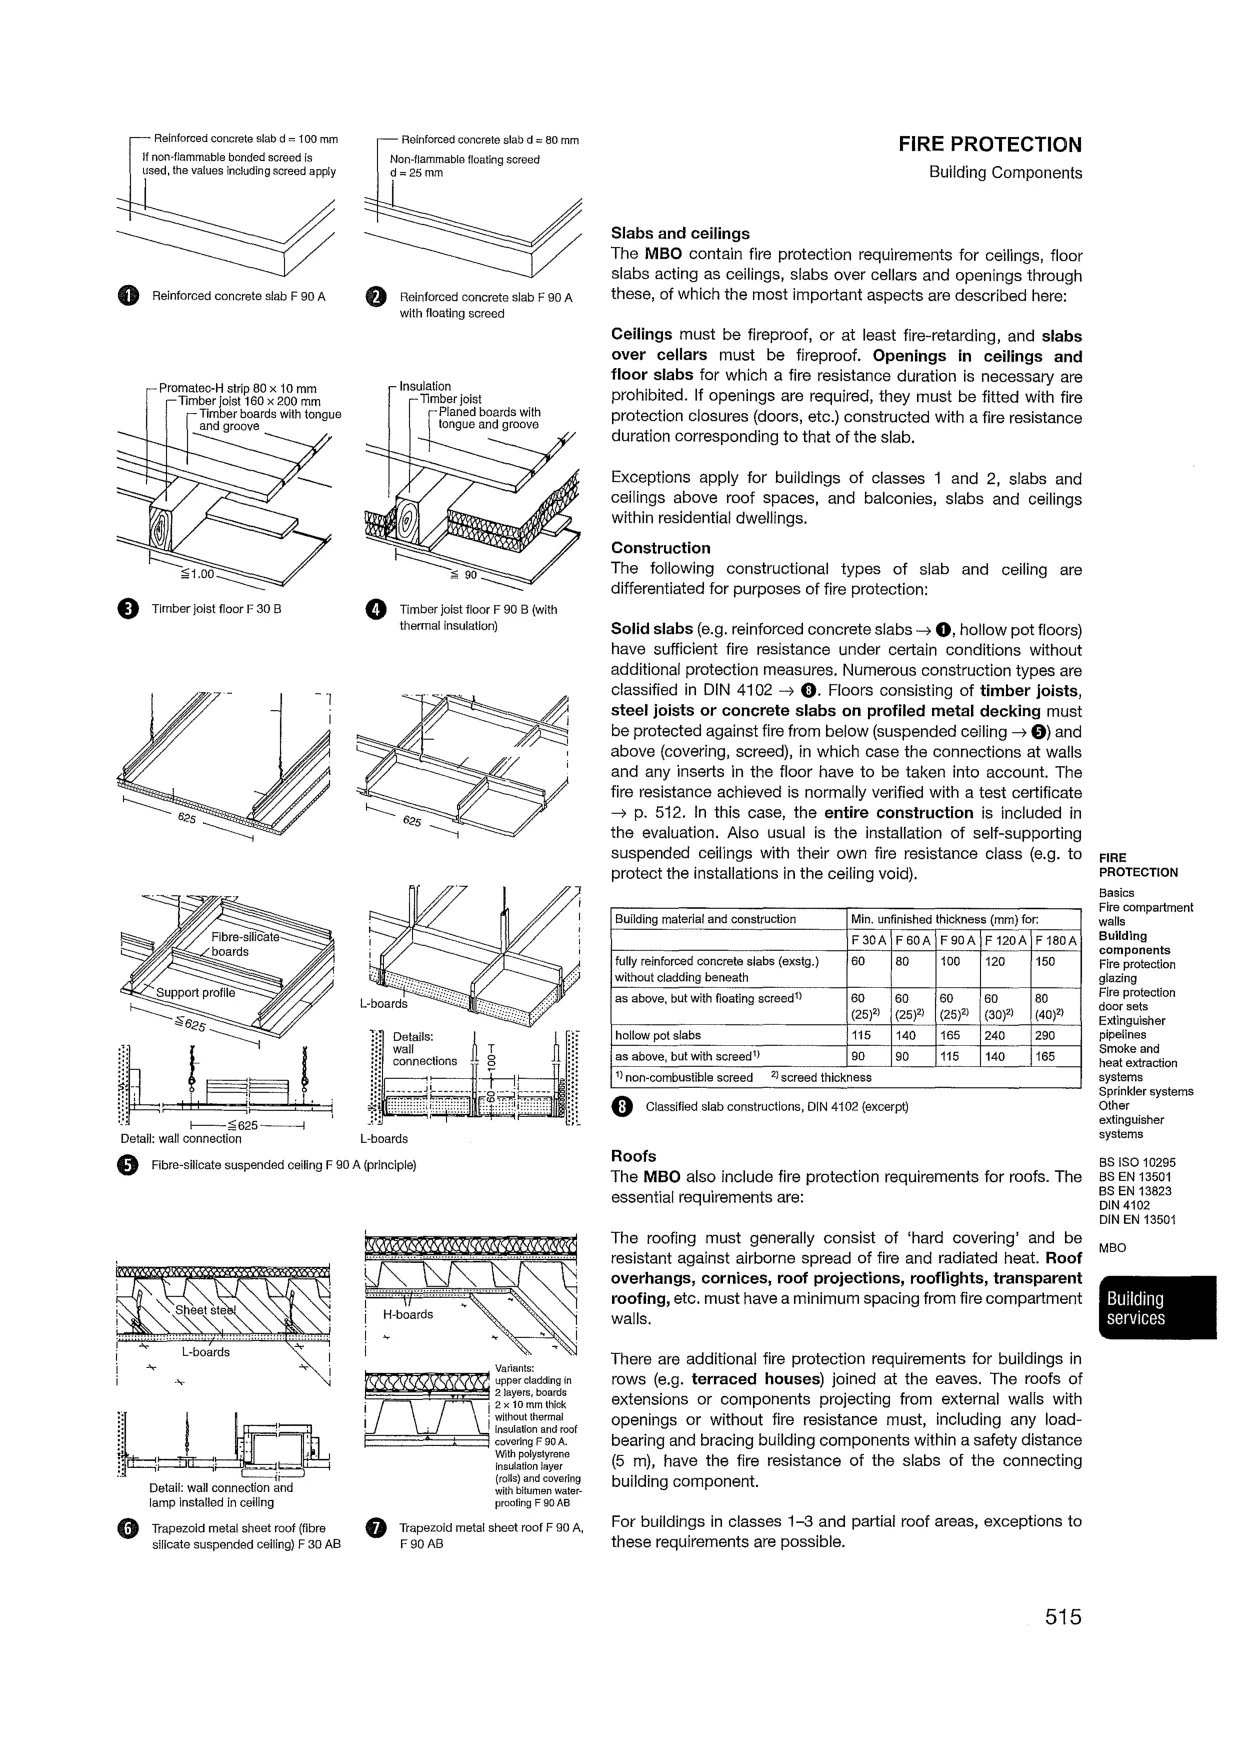 Reinforced concrete slab d = 100 mm
If non-flammable bonded screed is
used, the values including screed apply
❶ Reinforced concrete slab F 90 A
Reinforced concrete slab d = 80 mm
Non-flammable floating screed
d = 25 mm
❷ Reinforced concrete slab F 90 A
with floating screed
Promatec-H strip 80 x 10 mm
Timber joist 160 x 200 mm
Timber boards with tongue
and groove
≦1.00
❸ Timber joist floor F 30 B
Insulation
Timber joist
Planed boards with
tongue and groove
≦ 90
❹ Timber joist floor F 90 B (with
thermal insulation)
625
625
Fibre-silicate
boards
Support profile
≦625
L-boards
Details:
wall
connections
100
60
≦625
Detail: wall connection
L-boards
❺ Fibre-silicate suspended ceiling F 90 A (principle)
Sheet steel
L-boards
Detail: wall connection and
lamp installed in ceiling
❻ Trapezoid metal sheet roof (fibre
silicate suspended ceiling) F 30 AB
H-boards
Variants:
upper cladding in
2 layers, boards
2 x 10 mm thick
without thermal
insulation and roof
covering F 90 A.
With polystyrene
insulation layer
(rolls) and covering
with bitumen water-
proofing F 90 AB
❼ Trapezoid metal sheet roof F 90 A,
F 90 AB
FIRE PROTECTION
Building Components
Slabs and ceilings
The MBO contain fire protection requirements for ceilings, floor
slabs acting as ceilings, slabs over cellars and openings through
these, of which the most important aspects are described here:
Ceilings must be fireproof, or at least fire-retarding, and slabs
over cellars must be fireproof. Openings in ceilings and
floor slabs for which a fire resistance duration is necessary are
prohibited. If openings are required, they must be fitted with fire
protection closures (doors, etc.) constructed with a fire resistance
duration corresponding to that of the slab.
Exceptions apply for buildings of classes 1 and 2, slabs and
ceilings above roof spaces, and balconies, slabs and ceilings
within residential dwellings.
Construction
The following constructional types of slab and ceiling are
differentiated for purposes of fire protection:
Solid slabs (e.g. reinforced concrete slabs → ❶, hollow pot floors)
have sufficient fire resistance under certain conditions without
additional protection measures. Numerous construction types are
classified in DIN 4102 → ❽. Floors consisting of timber joists,
steel joists or concrete slabs on profiled metal decking must
be protected against fire from below (suspended ceiling → ❺) and
above (covering, screed), in which case the connections at walls
and any inserts in the floor have to be taken into account. The
fire resistance achieved is normally verified with a test certificate
→ p. 512. In this case, the entire construction is included in
the evaluation. Also usual is the installation of self-supporting
suspended ceilings with their own fire resistance class (e.g. to
protect the installations in the ceiling void).
Building material and construction Min. unfinished thickness (mm) for:
F 30 A F 60 A F 90 A F 120 A F 180 A
fully reinforced concrete slabs (exstg.) 60 80 100 120 150
without cladding beneath
as above, but with floating screed¹⁾ 60 60 60 60 80
(25)²⁾ (25)²⁾ (25)²⁾ (30)²⁾ (40)²⁾
hollow pot slabs 115 140 165 240 290
as above, but with screed¹⁾ 90 90 115 140 165
¹⁾ non-combustible screed ²⁾ screed thickness
❽ Classified slab constructions, DIN 4102 (excerpt)
Roofs
The MBO also include fire protection requirements for roofs. The
essential requirements are:
The roofing must generally consist of ‘hard covering’ and be
resistant against airborne spread of fire and radiated heat. Roof
overhangs, cornices, roof projections, rooflights, transparent
roofing, etc. must have a minimum spacing from fire compartment
walls.
There are additional fire protection requirements for buildings in
rows (e.g. terraced houses) joined at the eaves. The roofs of
extensions or components projecting from external walls with
openings or without fire resistance must, including any load-
bearing and bracing building components within a safety distance
(5 m), have the fire resistance of the slabs of the connecting
building component.
For buildings in classes 1–3 and partial roof areas, exceptions to
these requirements are possible.
FIRE
PROTECTION
Basics
Fire compartment
walls
Building
components
Fire protection
glazing
Fire protection
door sets
Extinguisher
pipelines
Smoke and
heat extraction
systems
Sprinkler systems
Other
extinguisher
systems
BS ISO 10295
BS EN 13501
BS EN 13823
DIN 4102
DIN EN 13501
MBO
Building
services
515